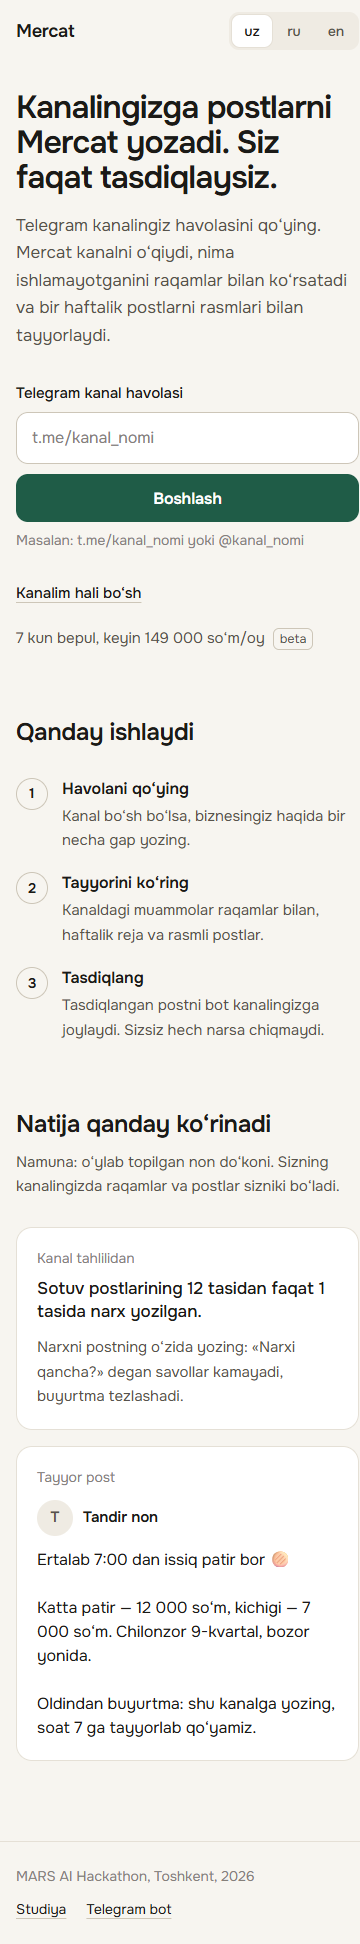 Mercat
uz ru en
Kanalingizga postlarni
Mercat yozadi. Siz
faqat tasdiqlaysiz.
Telegram kanalingiz havolasini qo‘ying.
Mercat kanalni o‘qiydi, nima
ishlamayotganini raqamlar bilan ko‘rsatadi
va bir haftalik postlarni rasmlari bilan
tayyorlaydi.
Telegram kanal havolasi
t.me/kanal_nomi
Boshlash
Masalan: t.me/kanal_nomi yoki @kanal_nomi
Kanalim hali bo‘sh
7 kun bepul, keyin 149 000 so‘m/oy beta
Qanday ishlaydi
1 Havolani qo‘ying
Kanal bo‘sh bo‘lsa, biznesingiz haqida bir
necha gap yozing.
2 Tayyorini ko‘ring
Kanaldagi muammolar raqamlar bilan,
haftalik reja va rasmli postlar.
3 Tasdiqlang
Tasdiqlangan postni bot kanalingizga
joylaydi. Sizsiz hech narsa chiqmaydi.
Natija qanday ko‘rinadi
Namuna: o‘ylab topilgan non do‘koni. Sizning
kanalingizda raqamlar va postlar sizniki bo‘ladi.
Kanal tahlilidan
Sotuv postlarining 12 tasidan faqat 1
tasida narx yozilgan.
Narxni postning o‘zida yozing: «Narxi
qancha?» degan savollar kamayadi,
buyurtma tezlashadi.
Tayyor post
T Tandir non
Ertalab 7:00 dan issiq patir bor
Katta patir — 12 000 so‘m, kichigi — 7
000 so‘m. Chilonzor 9-kvartal, bozor
yonida.
Oldindan buyurtma: shu kanalga yozing,
soat 7 ga tayyorlab qo‘yamiz.
MARS AI Hackathon, Toshkent, 2026
Studiya Telegram bot